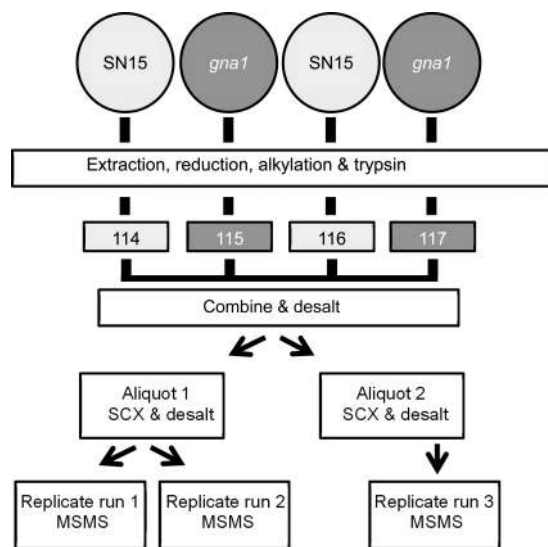 SN15 gna1 SN15 gna1
Extraction, reduction, alkylation & trypsin
114 115 116 117
Combine & desalt
Aliquot 1
SCX & desalt
Aliquot 2
SCX & desalt
Replicate run 1
MSMS
Replicate run 2
MSMS
Replicate run 3
MSMS